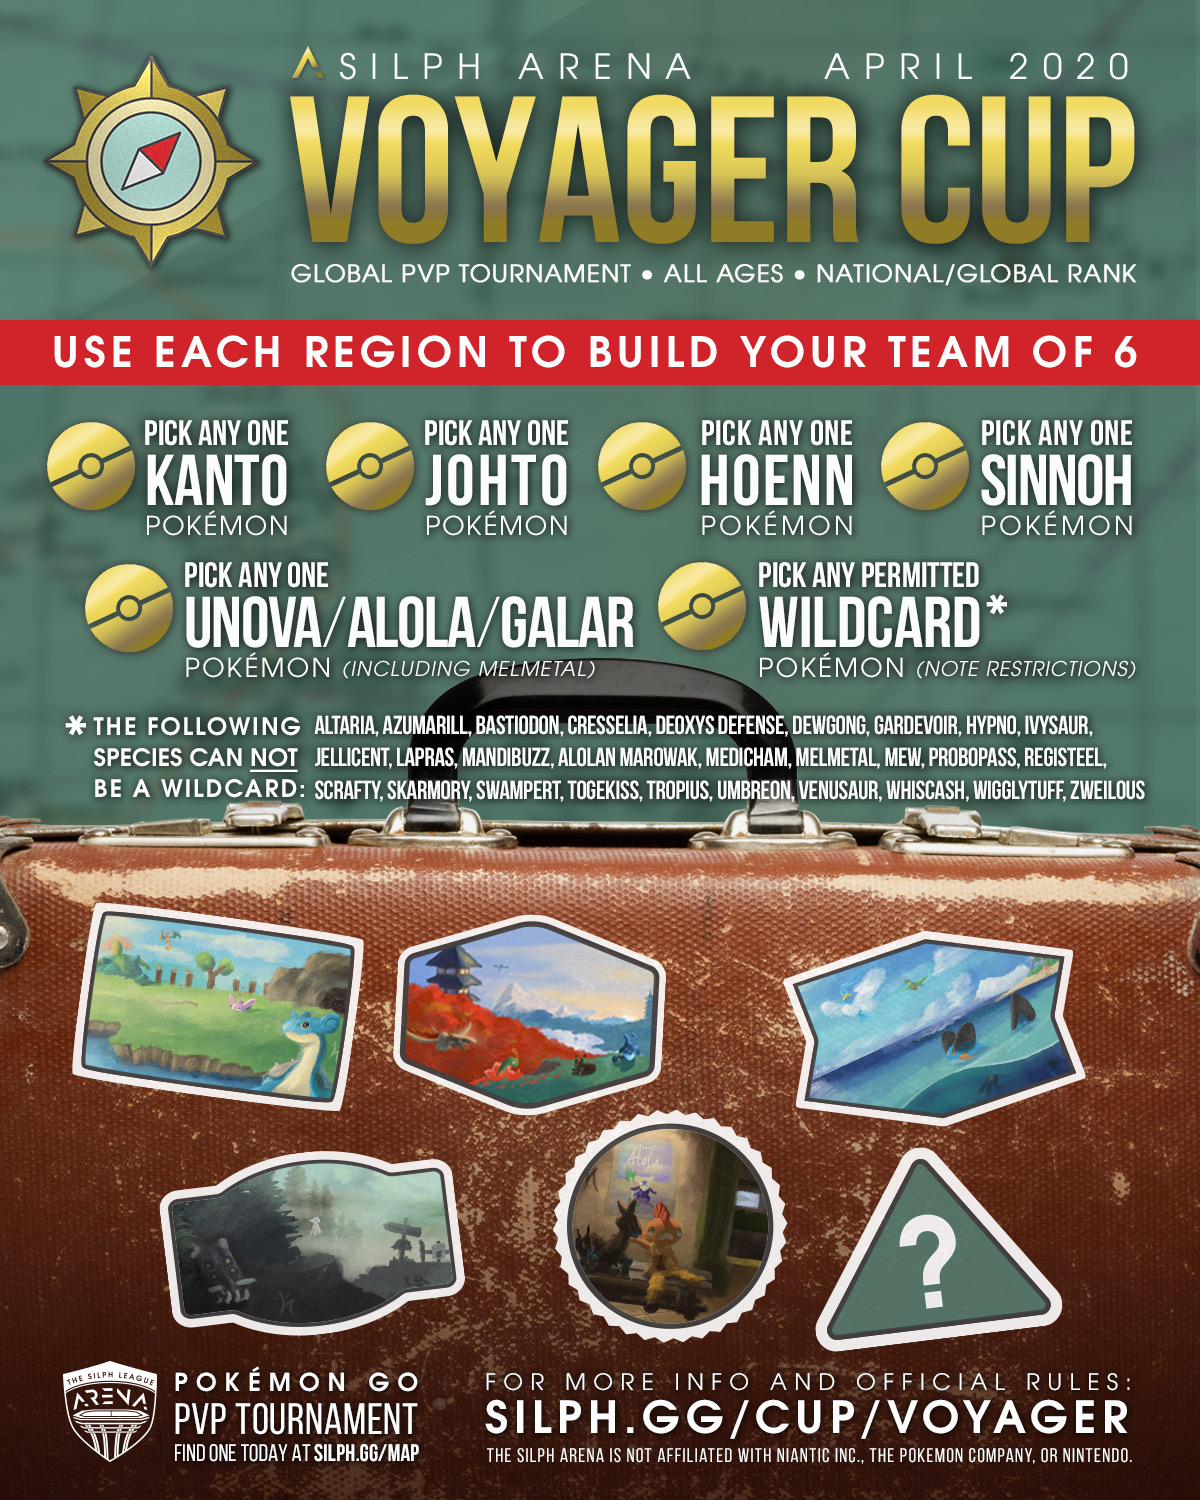 SILPH ARENA APRIL 2020
VOYAGER CUP
GLOBAL PVP TOURNAMENT • ALL AGES • NATIONAL/GLOBAL RANK
USE EACH REGION TO BUILD YOUR TEAM OF 6
PICK ANY ONE
KANTO
POKÉMON
PICK ANY ONE
JOHTO
POKÉMON
PICK ANY ONE
HOENN
POKÉMON
PICK ANY ONE
SINNOH
POKÉMON
PICK ANY ONE
UNOVA/ALOLA/GALAR
POKÉMON (INCLUDING MELMETAL)
PICK ANY PERMITTED
WILDCARD*
POKÉMON (NOTE RESTRICTIONS)
* THE FOLLOWING
SPECIES CAN NOT
BE A WILDCARD:
ALTARIA, AZUMARILL, BASTIODON, CRESSELIA, DEOXYS DEFENSE, DEWGONG, GARDEVOIR, HYPNO, IVYSAUR,
JELLICENT, LAPRAS, MANDIBUZZ, ALOLAN MAROWAK, MEDICHAM, MELMETAL, MEW, PROBOPASS, REGISTEEL,
SCRAFTY, SKARMORY, SWAMPERT, TOGEKISS, TROPIUS, UMBREON, VENUSAUR, WHISCASH, WIGGLYTUFF, ZWEILOUS
Alola
?
THE SILPH LEAGUE
ARENA
POKÉMON GO
PVP TOURNAMENT
FIND ONE TODAY AT SILPH.GG/MAP
FOR MORE INFO AND OFFICIAL RULES:
SILPH.GG/CUP/VOYAGER
THE SILPH ARENA IS NOT AFFILIATED WITH NIANTIC INC., THE POKEMON COMPANY, OR NINTENDO.